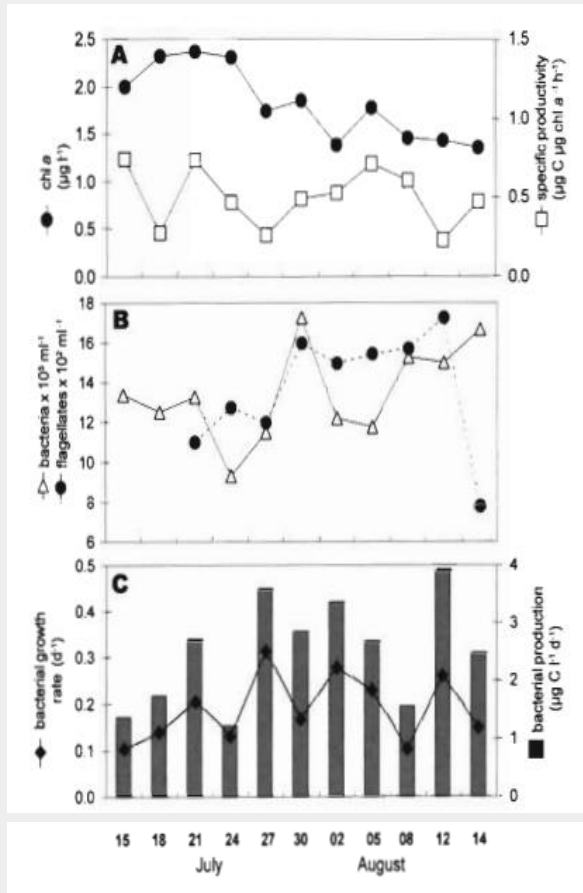 A
2.5
2.0
1.5
1.0
0.5
0.0
chl a
(µg l⁻¹)
1.5
1.0
0.5
0.0
specific productivity
(µg C µg chl a⁻¹ h⁻¹)
B
18
16
14
12
10
8
6
bacteria x 10⁵ ml⁻¹
flagellates x 10² ml⁻¹
C
0.5
0.4
0.3
0.2
0.1
0.0
bacterial growth
rate (d⁻¹)
4
3
2
1
0
bacterial production
(µg C l⁻¹ d⁻¹)
15 18 21 24 27 30 02 05 08 12 14
July August